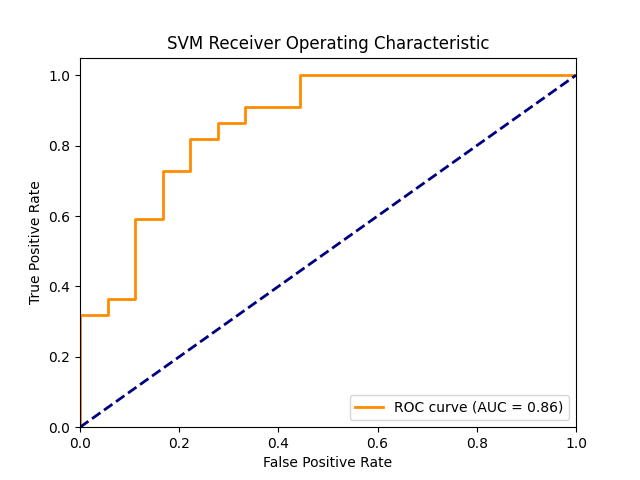 SVM Receiver Operating Characteristic
True Positive Rate
1.0
0.8
0.6
0.4
0.2
0.0
ROC curve (AUC = 0.86)
0.0 0.2 0.4 0.6 0.8 1.0
False Positive Rate